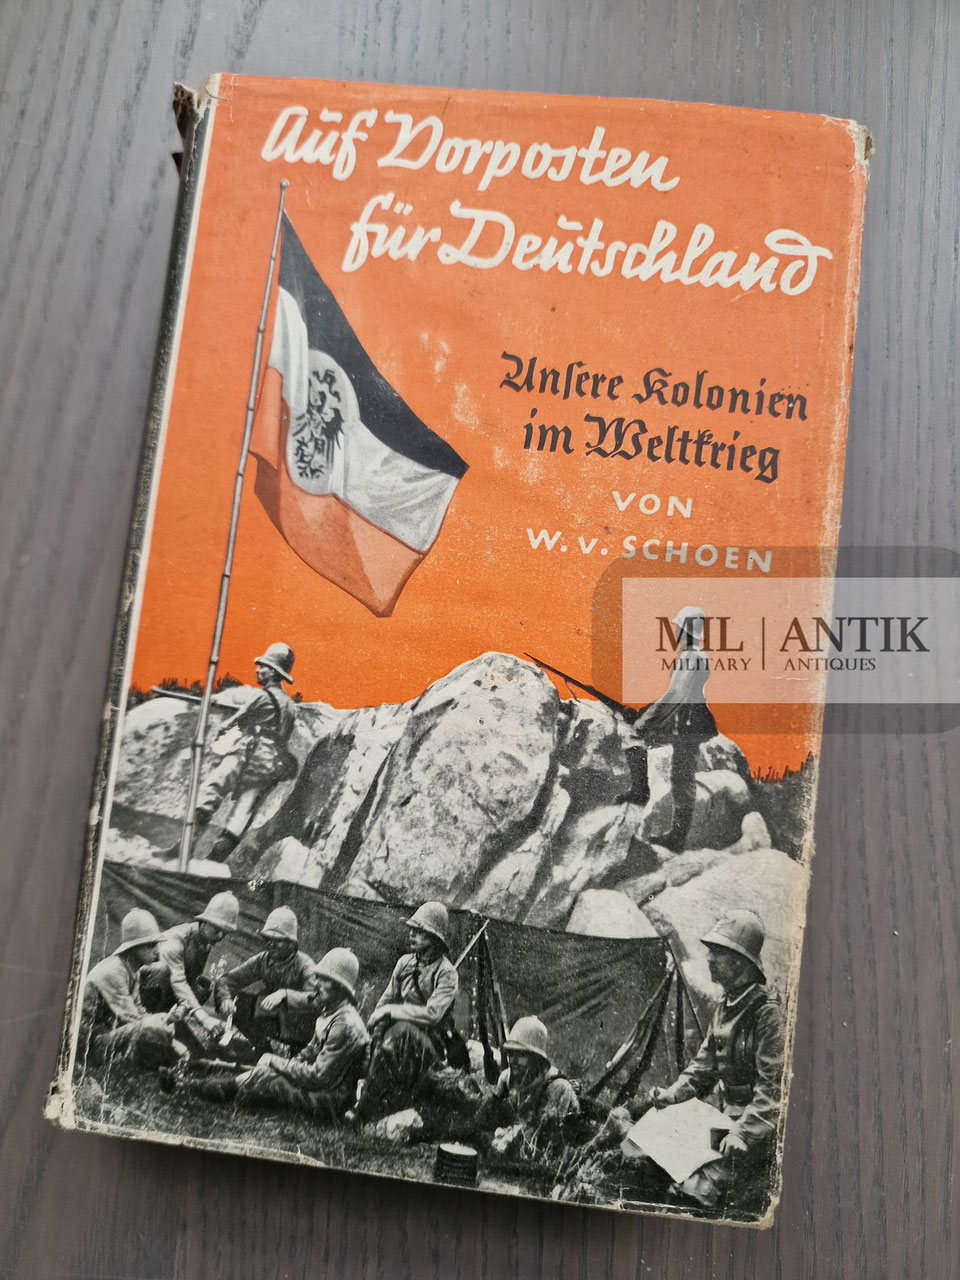 Auf Vorposten
für Deutschland
Unsere Kolonien
im Weltkrieg
VON
W. v. SCHOEN
MIL | ANTIK
MILITARY ANTIQUES